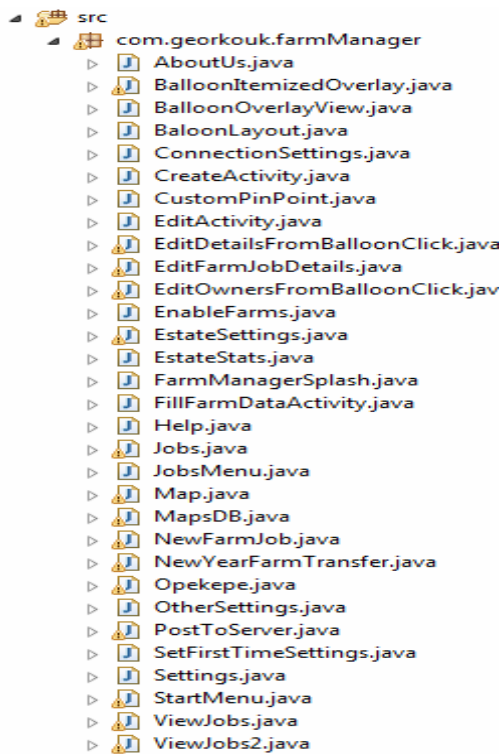 src
com.georkouk.farmManager
AboutUs.java
BalloonItemizedOverlay.java
BalloonOverlayView.java
BaloonLayout.java
ConnectionSettings.java
CreateActivity.java
CustomPinPoint.java
EditActivity.java
EditDetailsFromBalloonClick.java
EditFarmJobDetails.java
EditOwnersFromBalloonClick.jav
EnableFarms.java
EstateSettings.java
EstateStats.java
FarmManagerSplash.java
FillFarmDataActivity.java
Help.java
Jobs.java
JobsMenu.java
Map.java
MapsDB.java
NewFarmJob.java
NewYearFarmTransfer.java
Opekepe.java
OtherSettings.java
PostToServer.java
SetFirstTimeSettings.java
Settings.java
StartMenu.java
ViewJobs.java
ViewJobs2.java